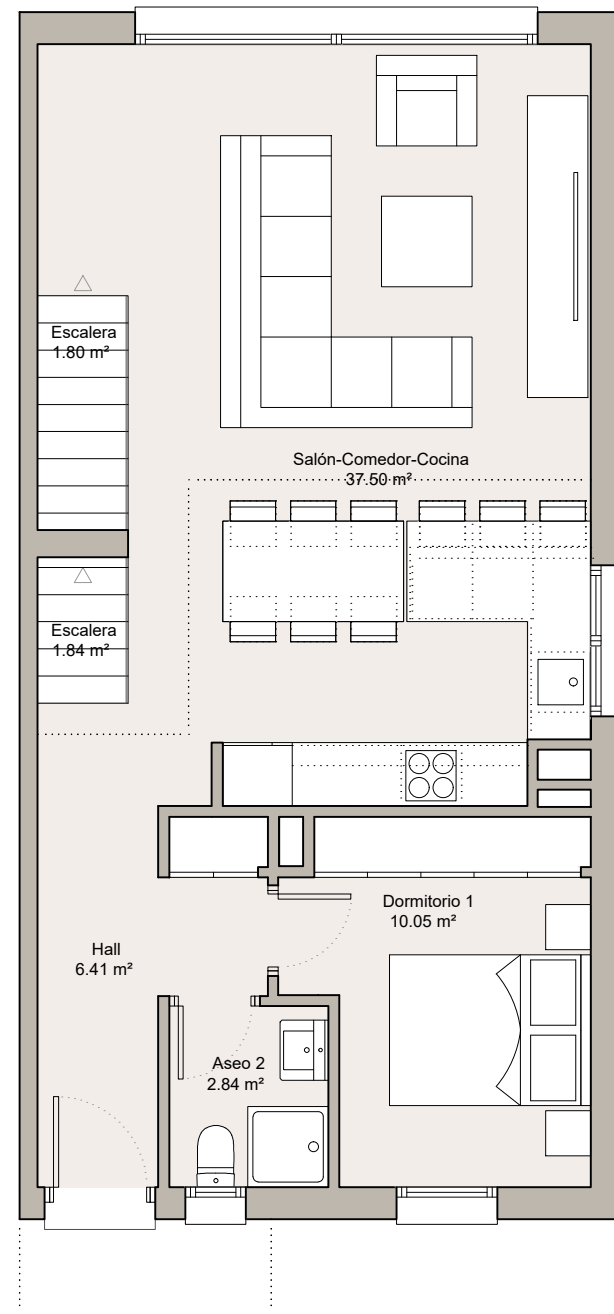 Escalera
1.80 m²
Salón-Comedor-Cocina
37.50 m²
Escalera
1.84 m²
Dormitorio 1
10.05 m²
Hall
6.41 m²
Aseo 2
2.84 m²